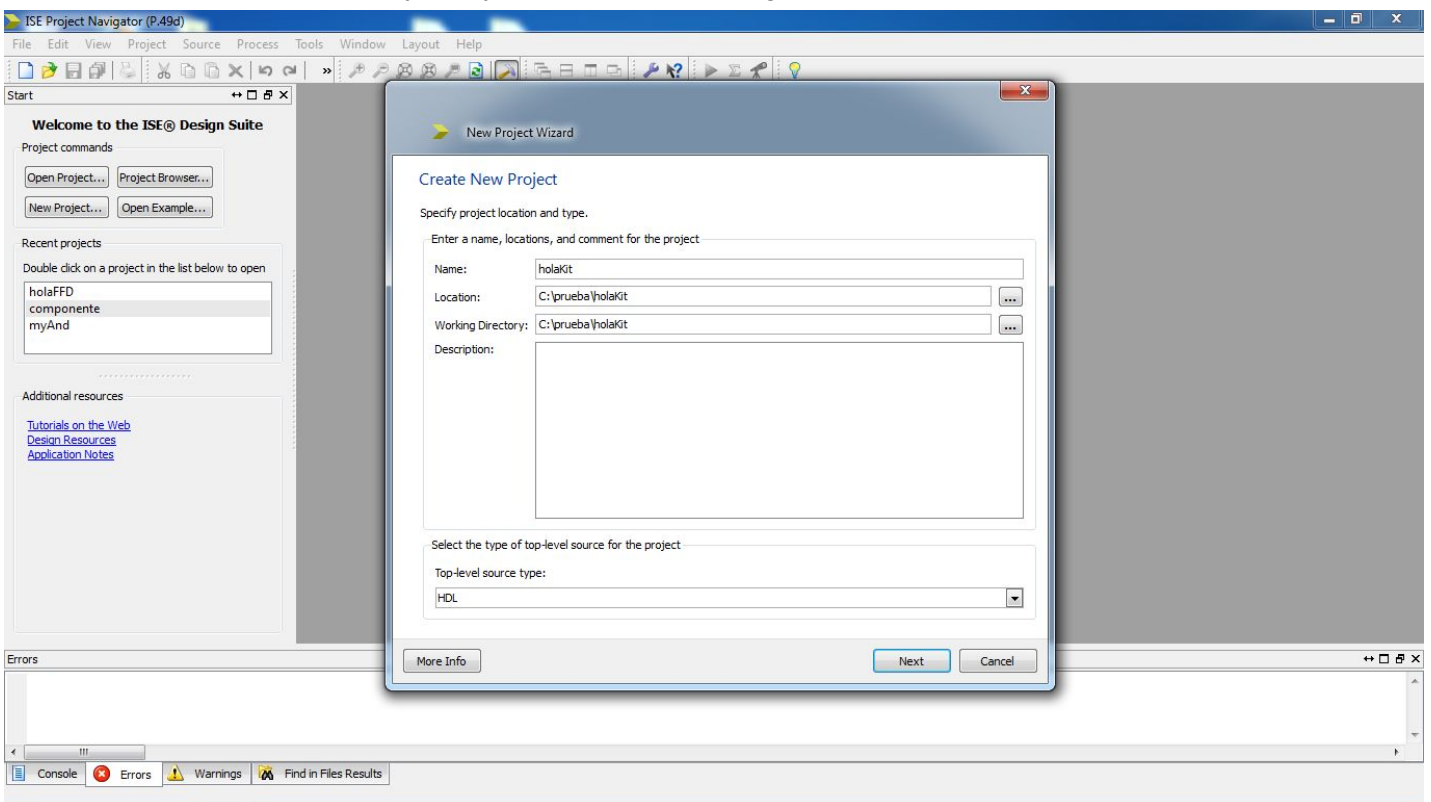 ISE Project Navigator (P.49d)
File Edit View Project Source Process Tools Window Layout Help
Start
Welcome to the ISE® Design Suite
Project commands
Open Project... Project Browser...
New Project... Open Example...
Recent projects
Double click on a project in the list below to open
holaFFD
componente
myAnd
Additional resources
Tutorials on the Web
Design Resources
Application Notes
New Project Wizard
Create New Project
Specify project location and type.
Enter a name, locations, and comment for the project
Name: holaKit
Location: C:\prueba\holaKit ...
Working Directory: C:\prueba\holaKit ...
Description:
Select the type of top-level source for the project
Top-level source type:
HDL
More Info Next Cancel
Errors
Console Errors Warnings Find in Files Results